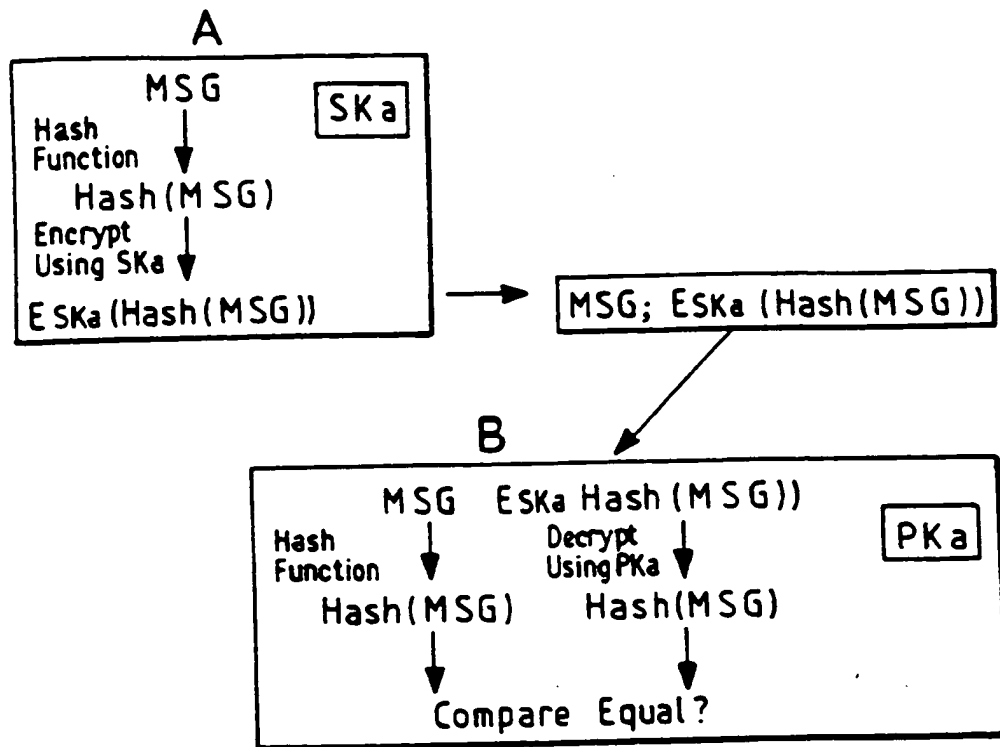 A
MSG
SKa
Hash
Function
Hash(MSG)
Encrypt
Using SKa
ESKa(Hash(MSG))
MSG; ESKa (Hash(MSG))
B
MSG ESKa Hash(MSG))
PKa
Hash
Function
Decrypt
Using PKa
Hash(MSG) Hash(MSG)
Compare Equal?